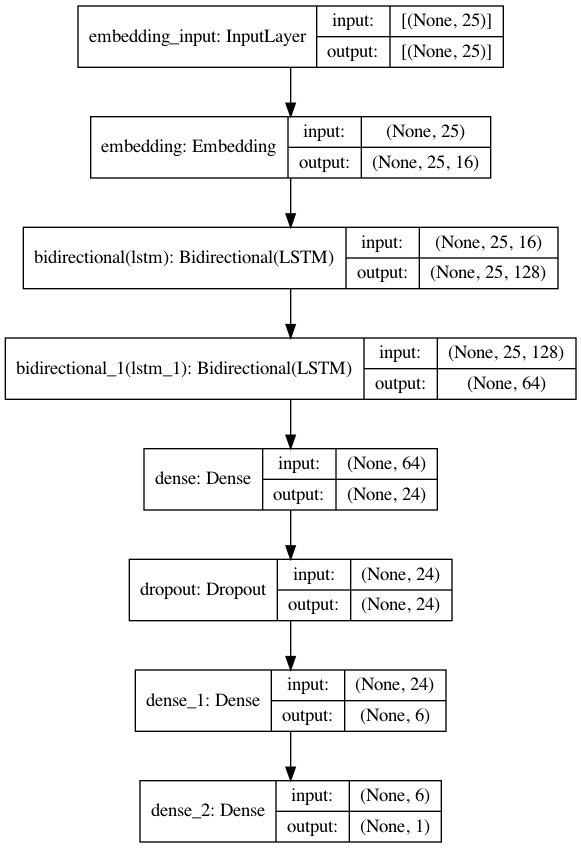 embedding_input: InputLayer
input:
[(None, 25)]
output:
[(None, 25)]
embedding: Embedding
input:
(None, 25)
output:
(None, 25, 16)
bidirectional(lstm): Bidirectional(LSTM)
input:
(None, 25, 16)
output:
(None, 25, 128)
bidirectional_1(lstm_1): Bidirectional(LSTM)
input:
(None, 25, 128)
output:
(None, 64)
dense: Dense
input:
(None, 64)
output:
(None, 24)
dropout: Dropout
input:
(None, 24)
output:
(None, 24)
dense_1: Dense
input:
(None, 24)
output:
(None, 6)
dense_2: Dense
input:
(None, 6)
output:
(None, 1)